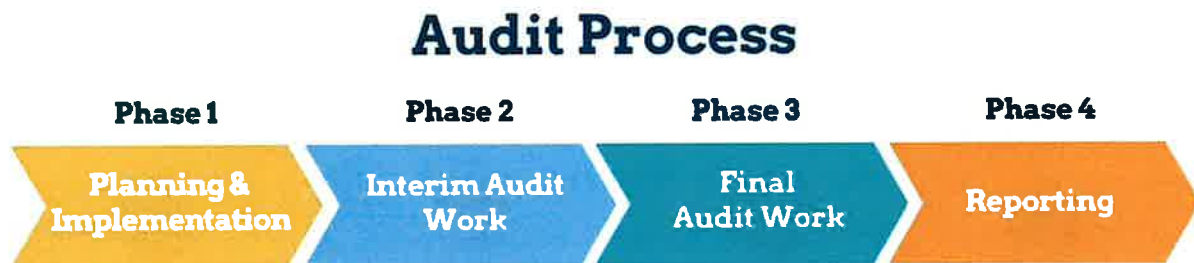 Audit Process
Phase 1
Phase 2
Phase 3
Phase 4
Planning &
Implementation
Interim Audit
Work
Final
Audit Work
Reporting